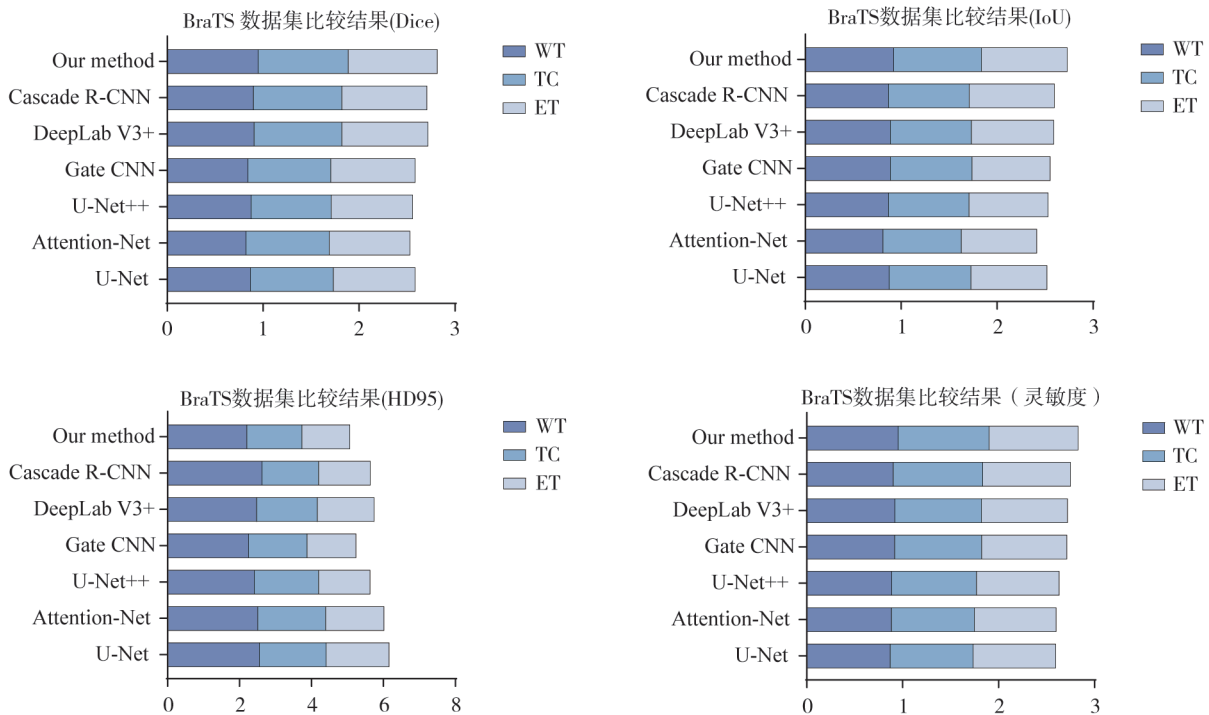 BraTS 数据集比较结果(Dice)
Our method
Cascade R-CNN
DeepLab V3+
Gate CNN
U-Net++
Attention-Net
U-Net
0 1 2 3
WT
TC
ET
BraTS数据集比较结果(IoU)
Our method
Cascade R-CNN
DeepLab V3+
Gate CNN
U-Net++
Attention-Net
U-Net
0 1 2 3
WT
TC
ET
BraTS数据集比较结果(HD95)
Our method
Cascade R-CNN
DeepLab V3+
Gate CNN
U-Net++
Attention-Net
U-Net
0 2 4 6 8
WT
TC
ET
BraTS数据集比较结果（灵敏度）
Our method
Cascade R-CNN
DeepLab V3+
Gate CNN
U-Net++
Attention-Net
U-Net
0 1 2 3
WT
TC
ET